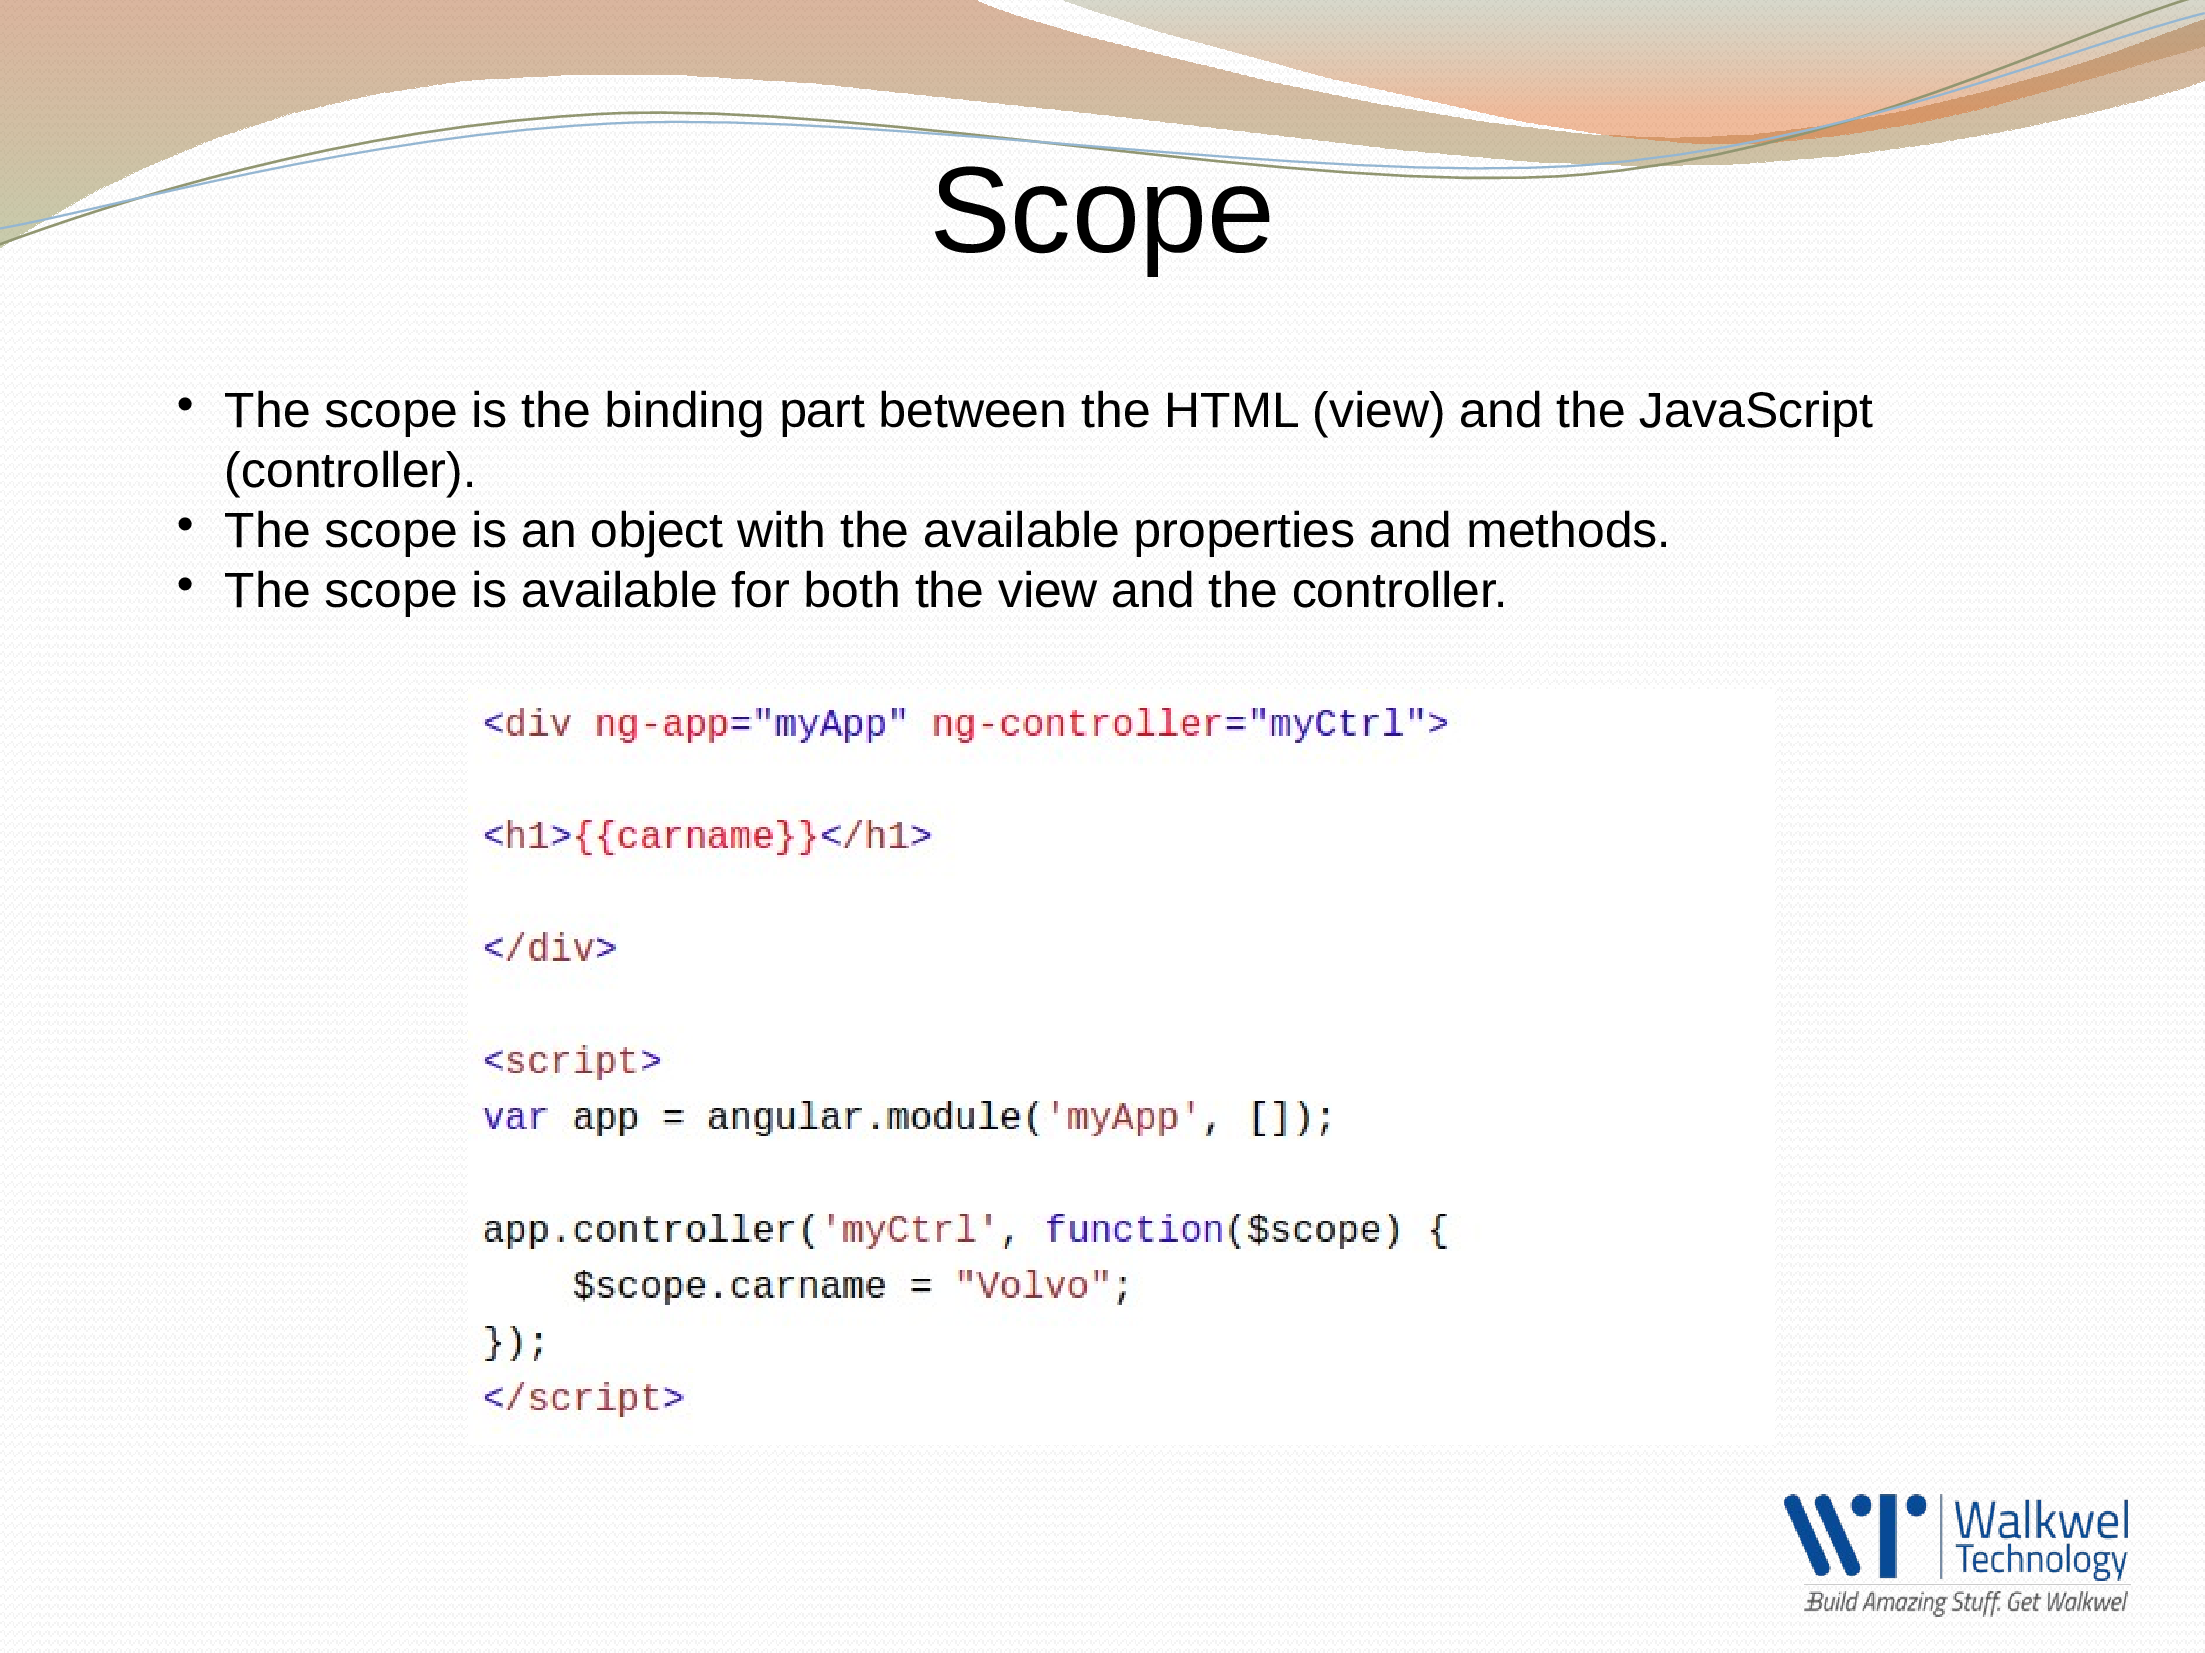 Scope
• The scope is the binding part between the HTML (view) and the JavaScript
(controller).
• The scope is an object with the available properties and methods.
• The scope is available for both the view and the controller.
<div ng-app="myApp" ng-controller="myCtrl">
<h1>{{carname}}</h1>
</div>
<script>
var app = angular.module('myApp', []);
app.controller('myCtrl', function($scope) {
    $scope.carname = "Volvo";
});
</script>
Walkwel
Technology
Build Amazing Stuff. Get Walkwel